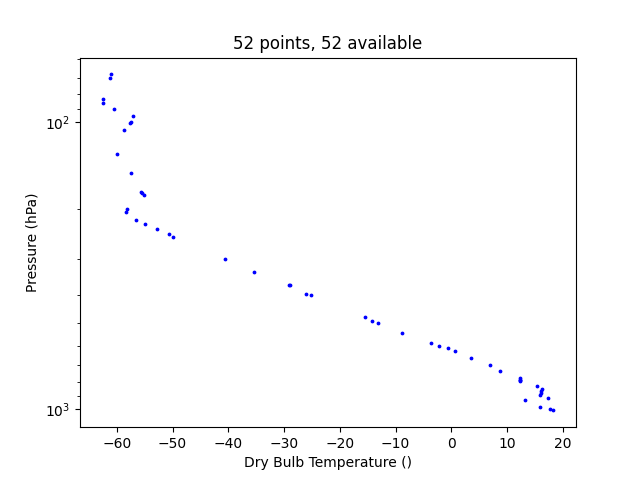 52 points, 52 available
10²
10³
Pressure (hPa)
−60 −50 −40 −30 −20 −10 0 10 20
Dry Bulb Temperature ()